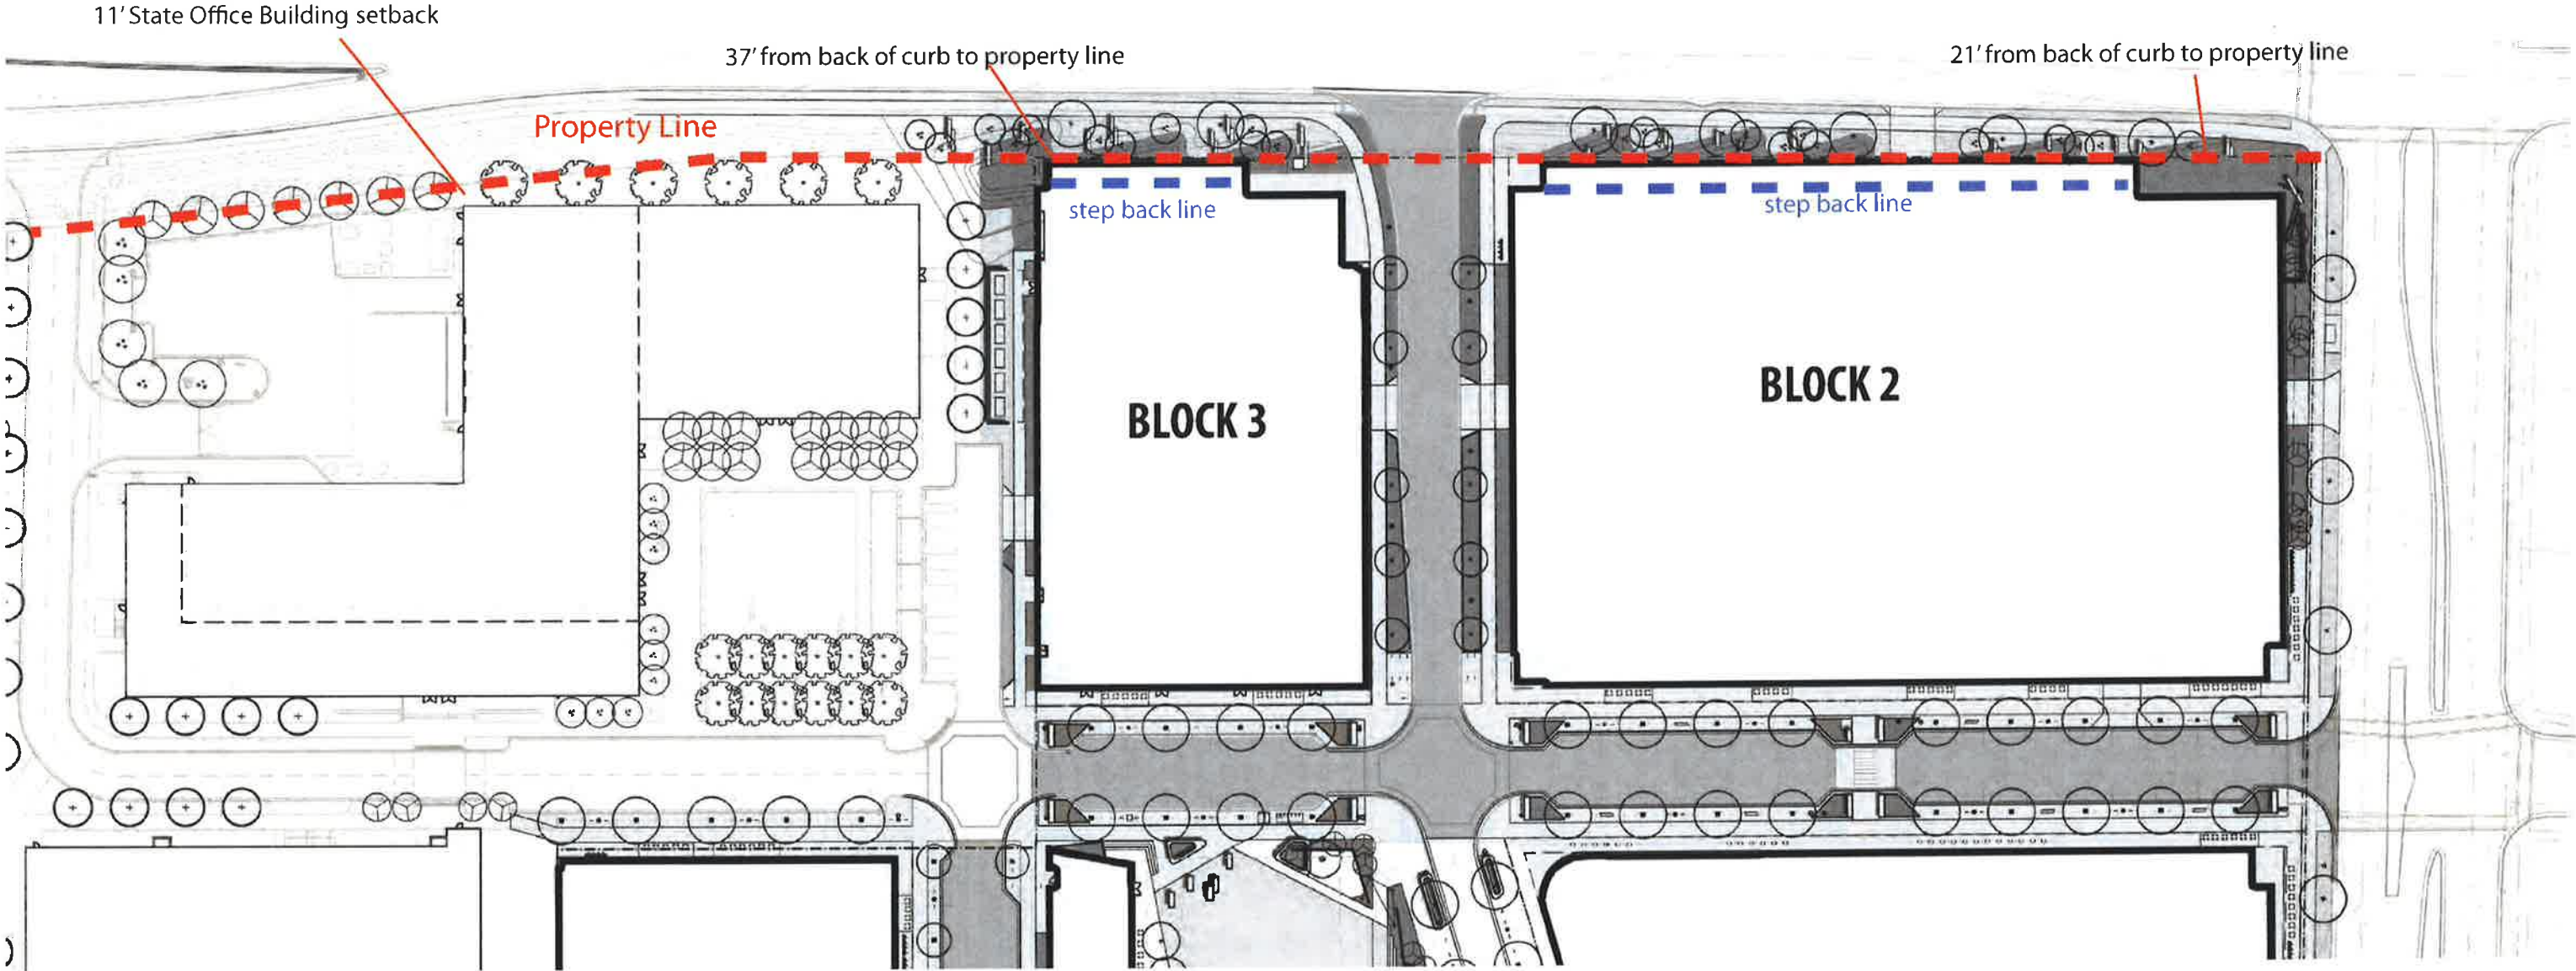 11' State Office Building setback
37' from back of curb to property line
21' from back of curb to property line
Property Line
step back line
step back line
BLOCK 3
BLOCK 2